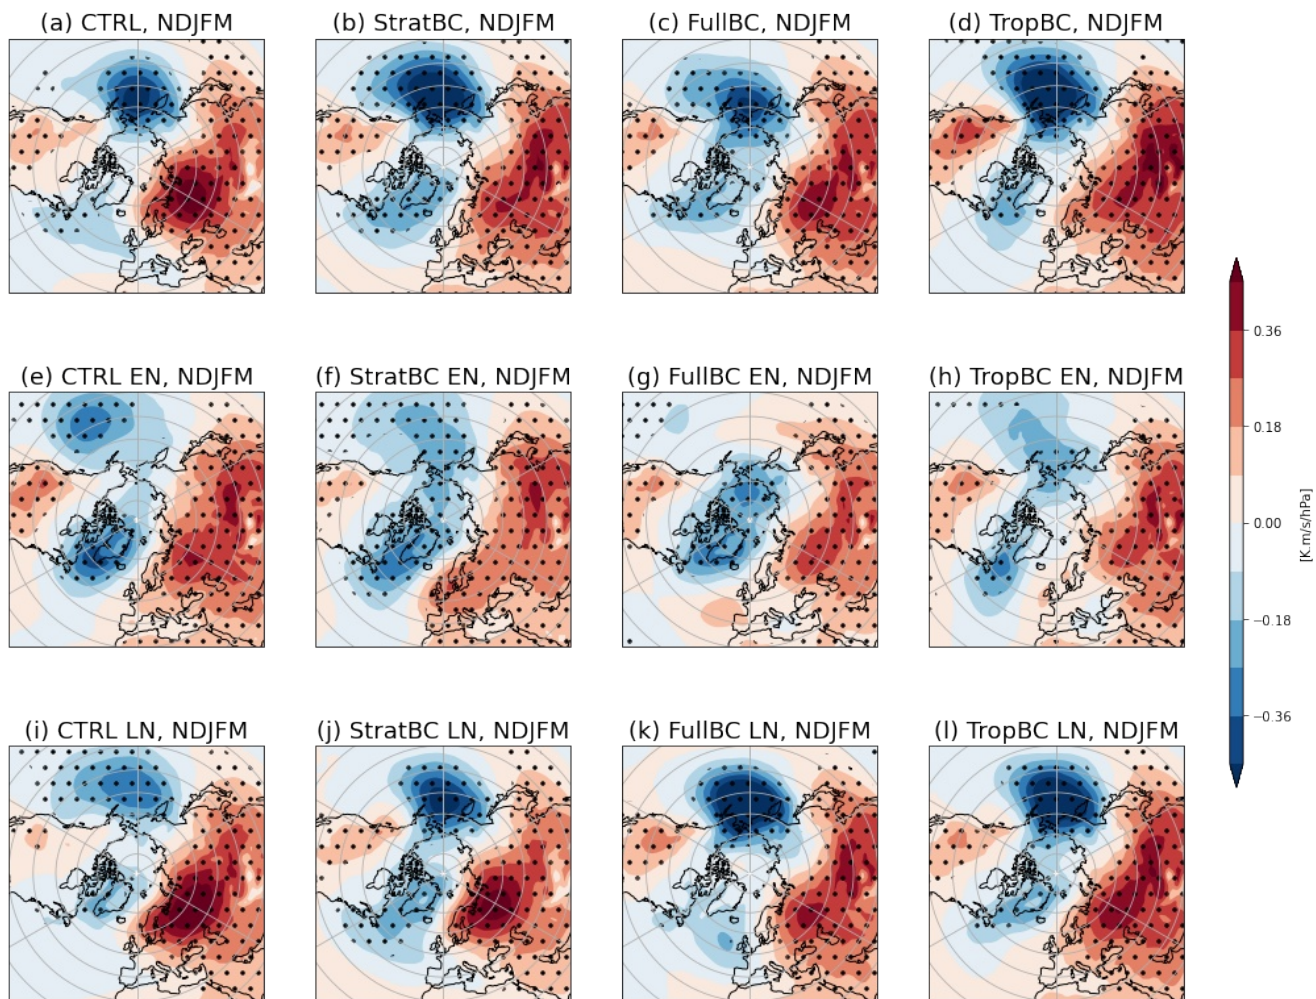 (a) CTRL, NDJFM
(b) StratBC, NDJFM
(c) FullBC, NDJFM
(d) TropBC, NDJFM
(e) CTRL EN, NDJFM
(f) StratBC EN, NDJFM
(g) FullBC EN, NDJFM
(h) TropBC EN, NDJFM
(i) CTRL LN, NDJFM
(j) StratBC LN, NDJFM
(k) FullBC LN, NDJFM
(l) TropBC LN, NDJFM
0.36
0.18
0.00
−0.18
−0.36
[K.m/s/hPa]